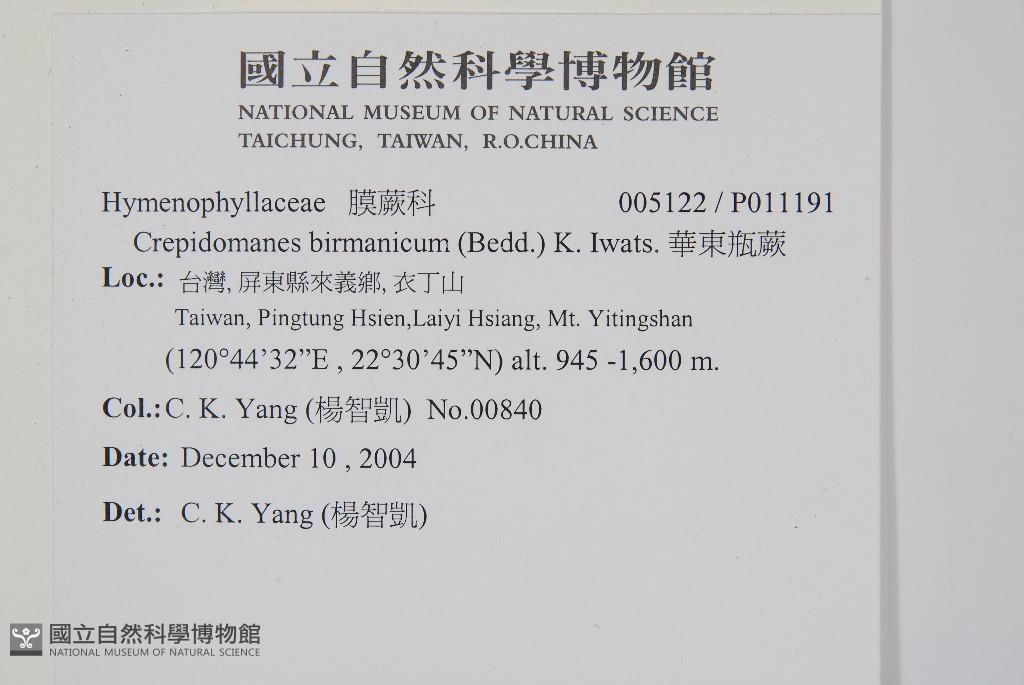 國立自然科學博物館
NATIONAL MUSEUM OF NATURAL SCIENCE
TAICHUNG, TAIWAN, R.O.CHINA
Hymenophyllaceae 膜蕨科 005122 / P011191
Crepidomanes birmanicum (Bedd.) K. Iwats. 華東瓶蕨
Loc.: 台灣, 屏東縣來義鄉, 衣丁山
Taiwan, Pingtung Hsien,Laiyi Hsiang, Mt. Yitingshan
(120°44’32”E , 22°30’45”N) alt. 945 -1,600 m.
Col.: C. K. Yang (楊智凱) No.00840
Date: December 10 , 2004
Det.: C. K. Yang (楊智凱)
國立自然科學博物館
NATIONAL MUSEUM OF NATURAL SCIENCE